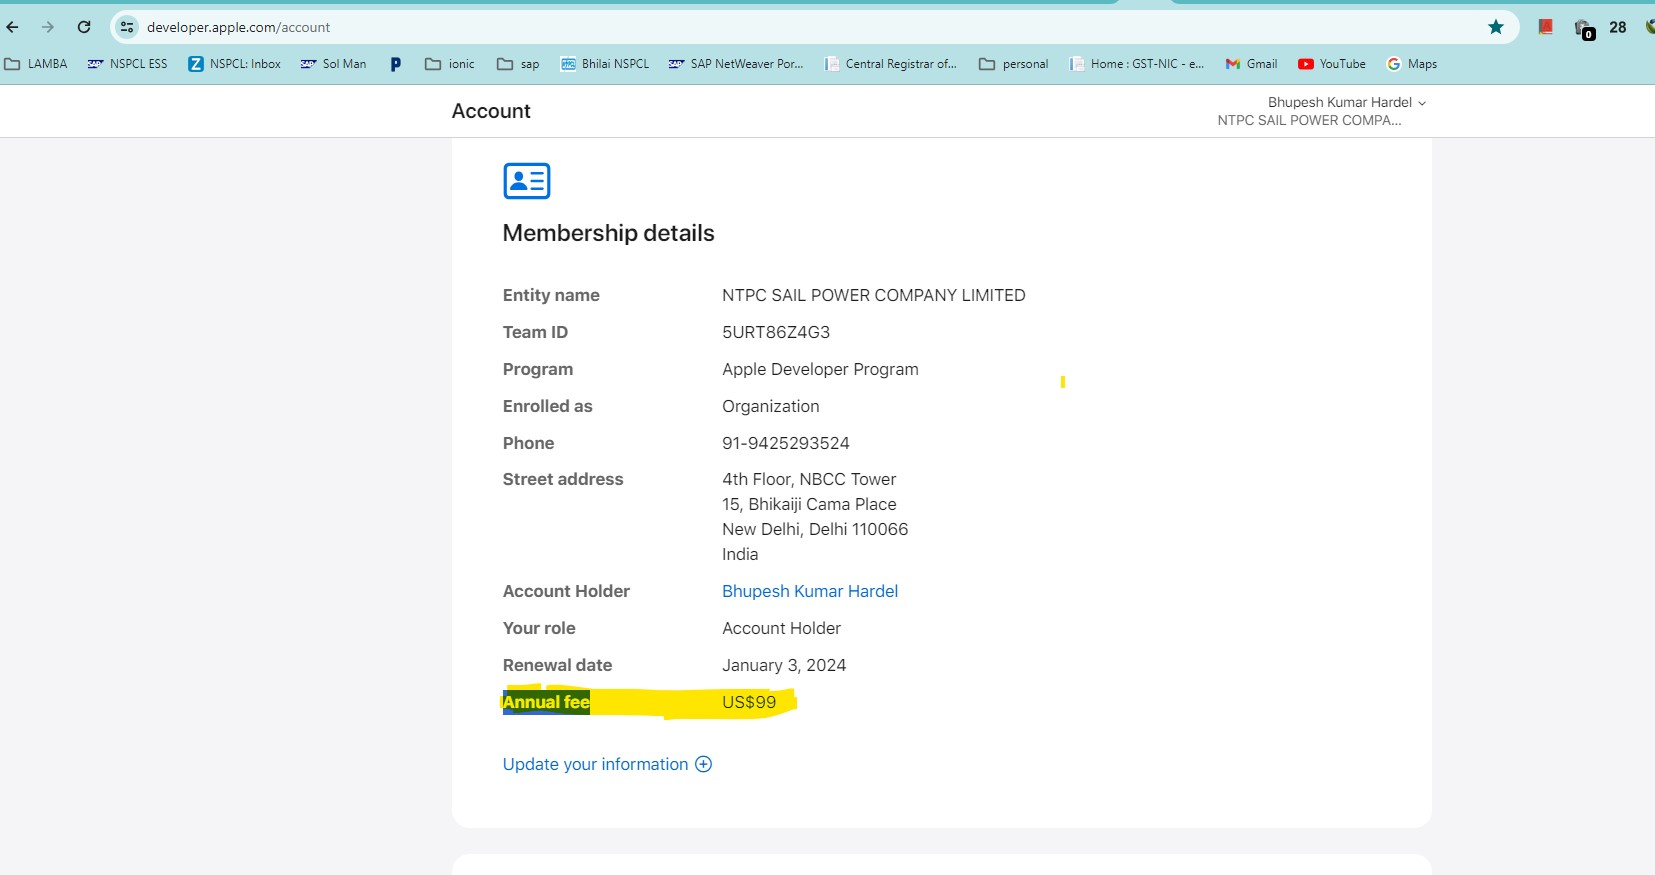 developer.apple.com/account
0
28
LAMBA
SAP NSPCL ESS
Z NSPCL: Inbox
SAP Sol Man
P
ionic
sap
Bhilai NSPCL
SAP SAP NetWeaver Por...
Central Registrar of...
personal
Home : GST-NIC - e...
Gmail
YouTube
G Maps
Account
Bhupesh Kumar Hardel
NTPC SAIL POWER COMPA...
Membership details
Entity name NTPC SAIL POWER COMPANY LIMITED
Team ID 5URT86Z4G3
Program Apple Developer Program
Enrolled as Organization
Phone 91-9425293524
Street address 4th Floor, NBCC Tower
15, Bhikaiji Cama Place
New Delhi, Delhi 110066
India
Account Holder Bhupesh Kumar Hardel
Your role Account Holder
Renewal date January 3, 2024
Annual fee US$99
Update your information